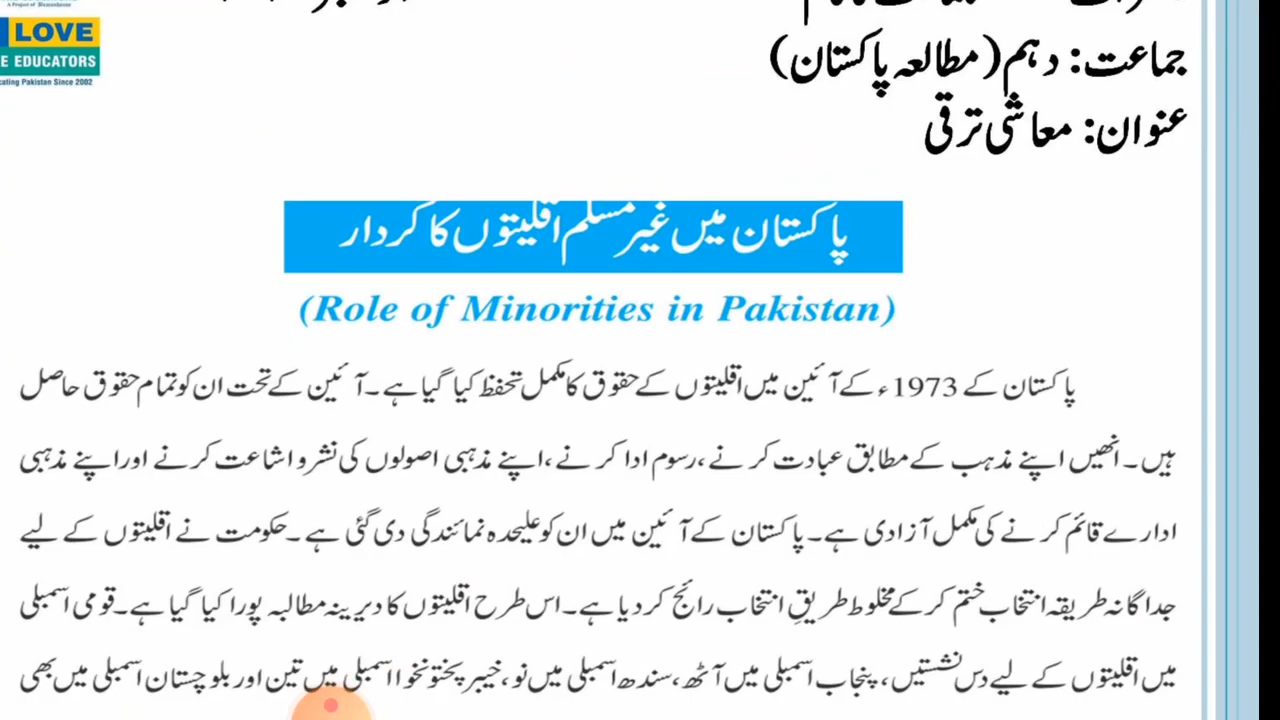 A Project of Beaconhouse
LOVE
E EDUCATORS
cating Pakistan Since 2002
جماعت: دہم (مطالعہ پاکستان)
عنوان: معاشی ترقی
پاکستان میں غیر مسلم اقلیتوں کا کردار
(Role of Minorities in Pakistan)
پاکستان کے 1973ء کے آئین میں اقلیتوں کے حقوق کا مکمل تحفظ کیا گیا ہے۔ آئین کے تحت ان کو تمام حقوق حاصل
ہیں۔ انھیں اپنے مذہب کے مطابق عبادت کرنے، رسوم ادا کرنے، اپنے مذہبی اصولوں کی نشر و اشاعت کرنے اور اپنے مذہبی
ادارے قائم کرنے کی مکمل آزادی ہے۔ پاکستان کے آئین میں ان کو علیحدہ نمائندگی دی گئی ہے۔ حکومت نے اقلیتوں کے لیے
جداگانہ طریقہ انتخاب ختم کر کے مخلوط طریقِ انتخاب رائج کر دیا ہے۔ اس طرح اقلیتوں کا دیرینہ مطالبہ پورا کیا گیا ہے۔ قومی اسمبلی
میں اقلیتوں کے لیے دس نشستیں، پنجاب اسمبلی میں آٹھ، سندھ اسمبلی میں نو، خیبر پختونخوا اسمبلی میں تین اور بلوچستان اسمبلی میں بھی